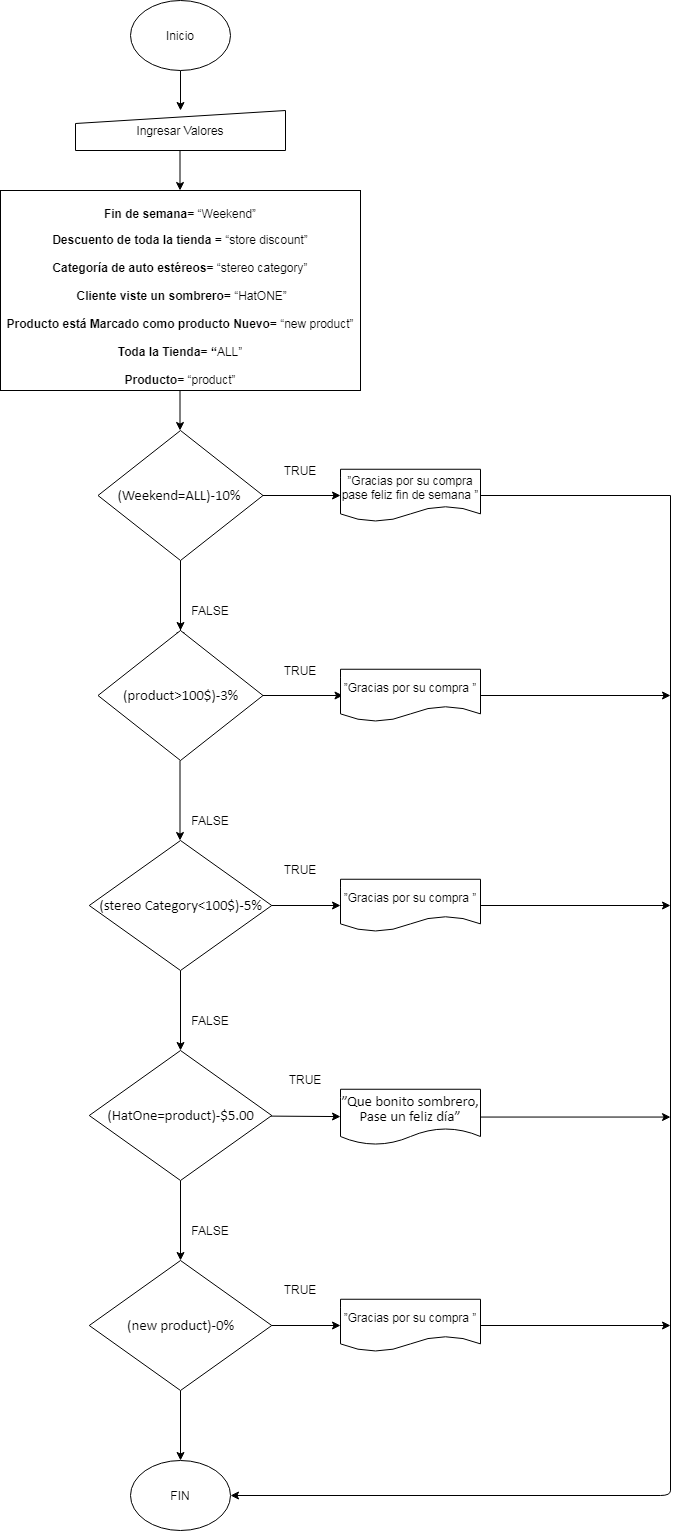 Inicio
Ingresar Valores
Fin de semana= “Weekend”
Descuento de toda la tienda = “store discount”
Categoría de auto estéreos= “stereo category”
Cliente viste un sombrero= “HatONE”
Producto está Marcado como producto Nuevo= “new product”
Toda la Tienda= “ALL”
Producto= “product”
(Weekend=ALL)-10%
TRUE
”Gracias por su compra
pase feliz fin de semana ”
FALSE
(product>100$)-3%
TRUE
”Gracias por su compra ”
FALSE
(stereo Category<100$)-5%
TRUE
”Gracias por su compra ”
FALSE
(HatOne=product)-$5.00
TRUE
”Que bonito sombrero,
Pase un feliz día”
FALSE
(new product)-0%
TRUE
”Gracias por su compra ”
FIN